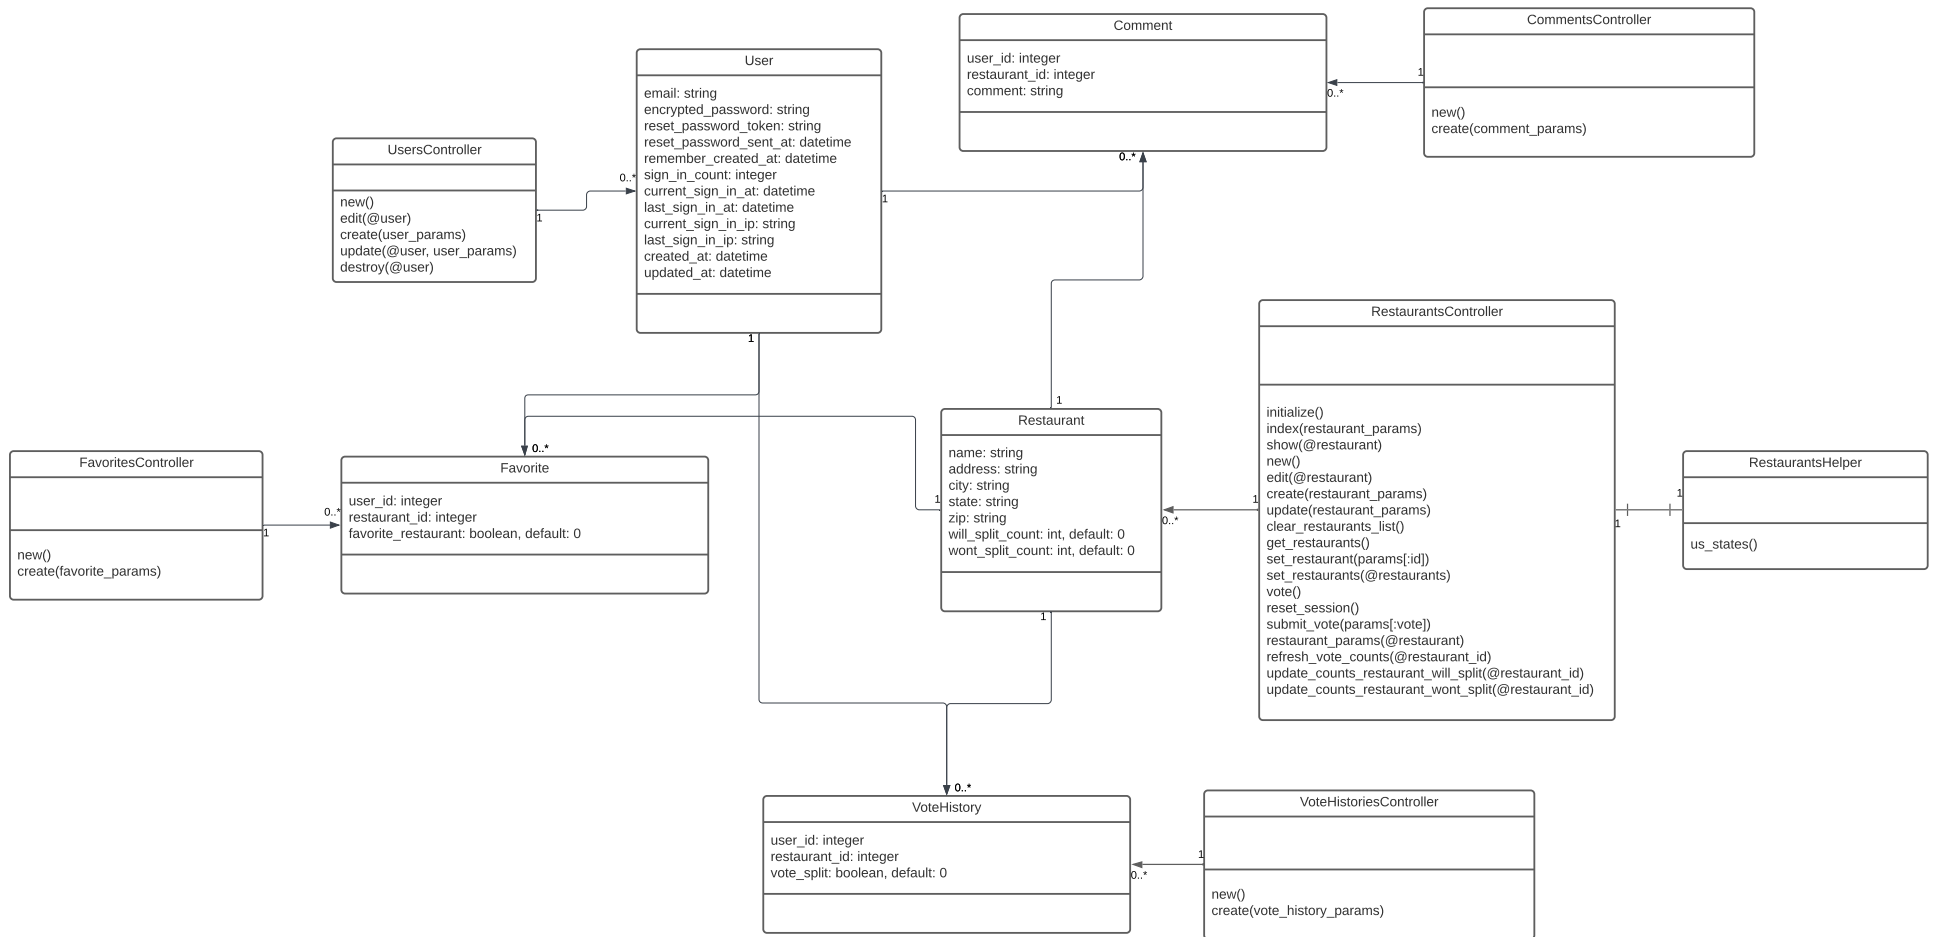 Comment
user_id: integer
restaurant_id: integer
comment: string
0..*
CommentsController
new()
create(comment_params)
1
0..*
User
email: string
encrypted_password: string
reset_password_token: string
reset_password_sent_at: datetime
remember_created_at: datetime
sign_in_count: integer
current_sign_in_at: datetime
last_sign_in_at: datetime
current_sign_in_ip: string
last_sign_in_ip: string
created_at: datetime
updated_at: datetime
1
1
UsersController
new()
edit(@user)
create(user_params)
update(@user, user_params)
destroy(@user)
0..*
1
RestaurantsController
initialize()
index(restaurant_params)
show(@restaurant)
new()
edit(@restaurant)
create(restaurant_params)
update(restaurant_params)
clear_restaurants_list()
get_restaurants()
set_restaurant(params[:id])
set_restaurants(@restaurants)
vote()
reset_session()
submit_vote(params[:vote])
restaurant_params(@restaurant)
refresh_vote_counts(@restaurant_id)
update_counts_restaurant_will_split(@restaurant_id)
update_counts_restaurant_wont_split(@restaurant_id)
1
0..*
1
1
RestaurantsHelper
us_states()
1
Restaurant
name: string
address: string
city: string
state: string
zip: string
will_split_count: int, default: 0
wont_split_count: int, default: 0
1
1
FavoritesController
new()
create(favorite_params)
0..*
1
0..*
Favorite
user_id: integer
restaurant_id: integer
favorite_restaurant: boolean, default: 0
0..*
VoteHistory
user_id: integer
restaurant_id: integer
vote_split: boolean, default: 0
1
0..*
VoteHistoriesController
new()
create(vote_history_params)